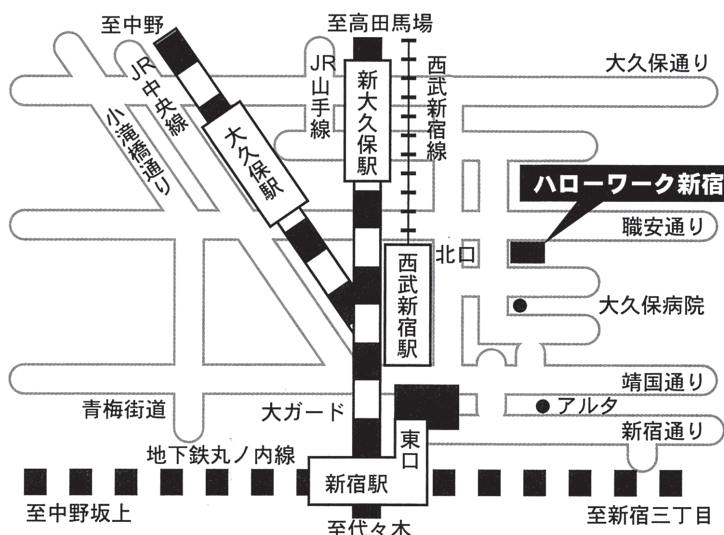 至中野
至高田馬場
JR中央線
JR山手線
新大久保駅
西武新宿線
大久保通り
小滝橋通り
大久保駅
ハローワーク新宿
職安通り
北口
西武新宿駅
大久保病院
靖国通り
青梅街道
大ガード
アルタ
新宿通り
東口
地下鉄丸ノ内線
新宿駅
至中野坂上
至代々木
至新宿三丁目